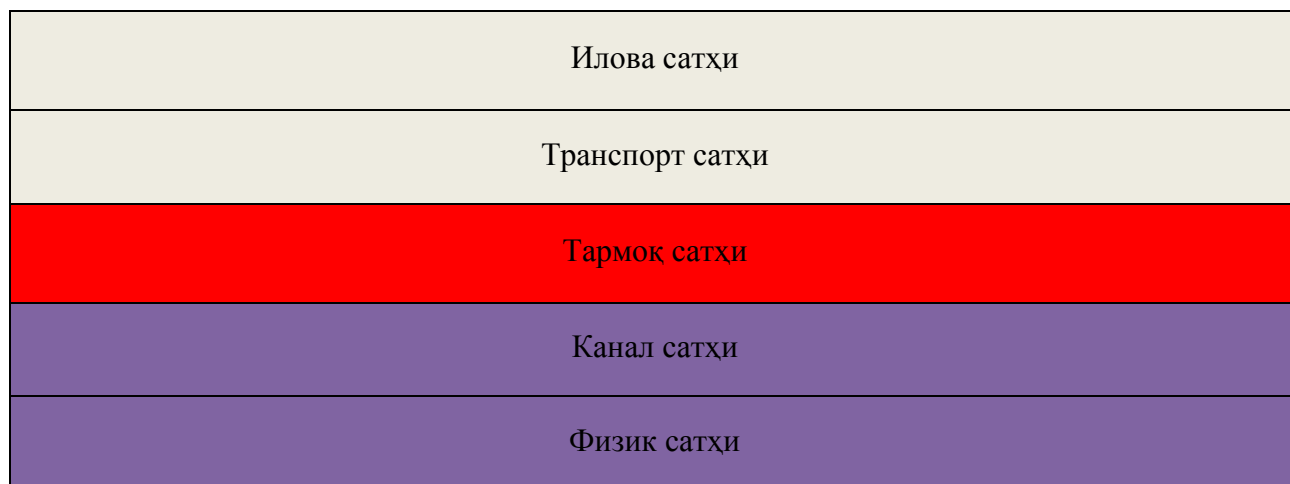 Илова сатҳи
Транспорт сатҳи
Тармоқ сатҳи
Канал сатҳи
Физик сатҳи